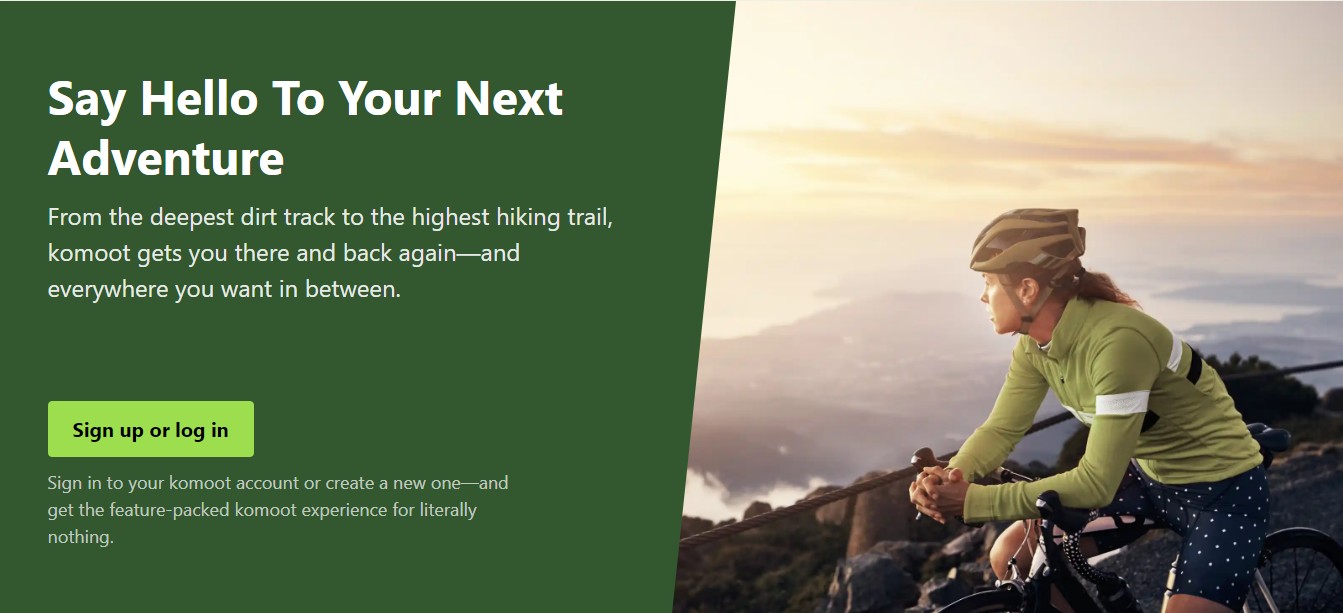 Say Hello To Your Next
Adventure
From the deepest dirt track to the highest hiking trail,
komoot gets you there and back again—and
everywhere you want in between.
Sign up or log in
Sign in to your komoot account or create a new one—and
get the feature-packed komoot experience for literally
nothing.